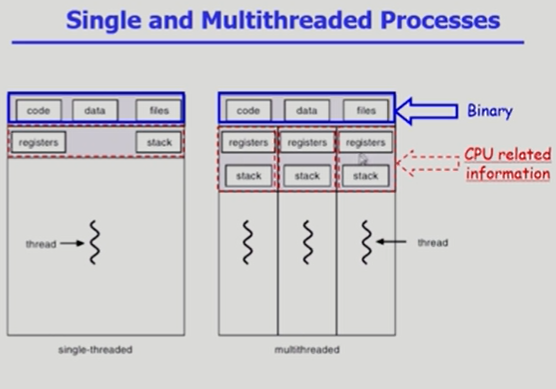 Single and Multithreaded Processes
code data files
registers stack
thread
single-threaded
code data files
registers registers registers
stack stack stack
thread
multithreaded
Binary
CPU related
information